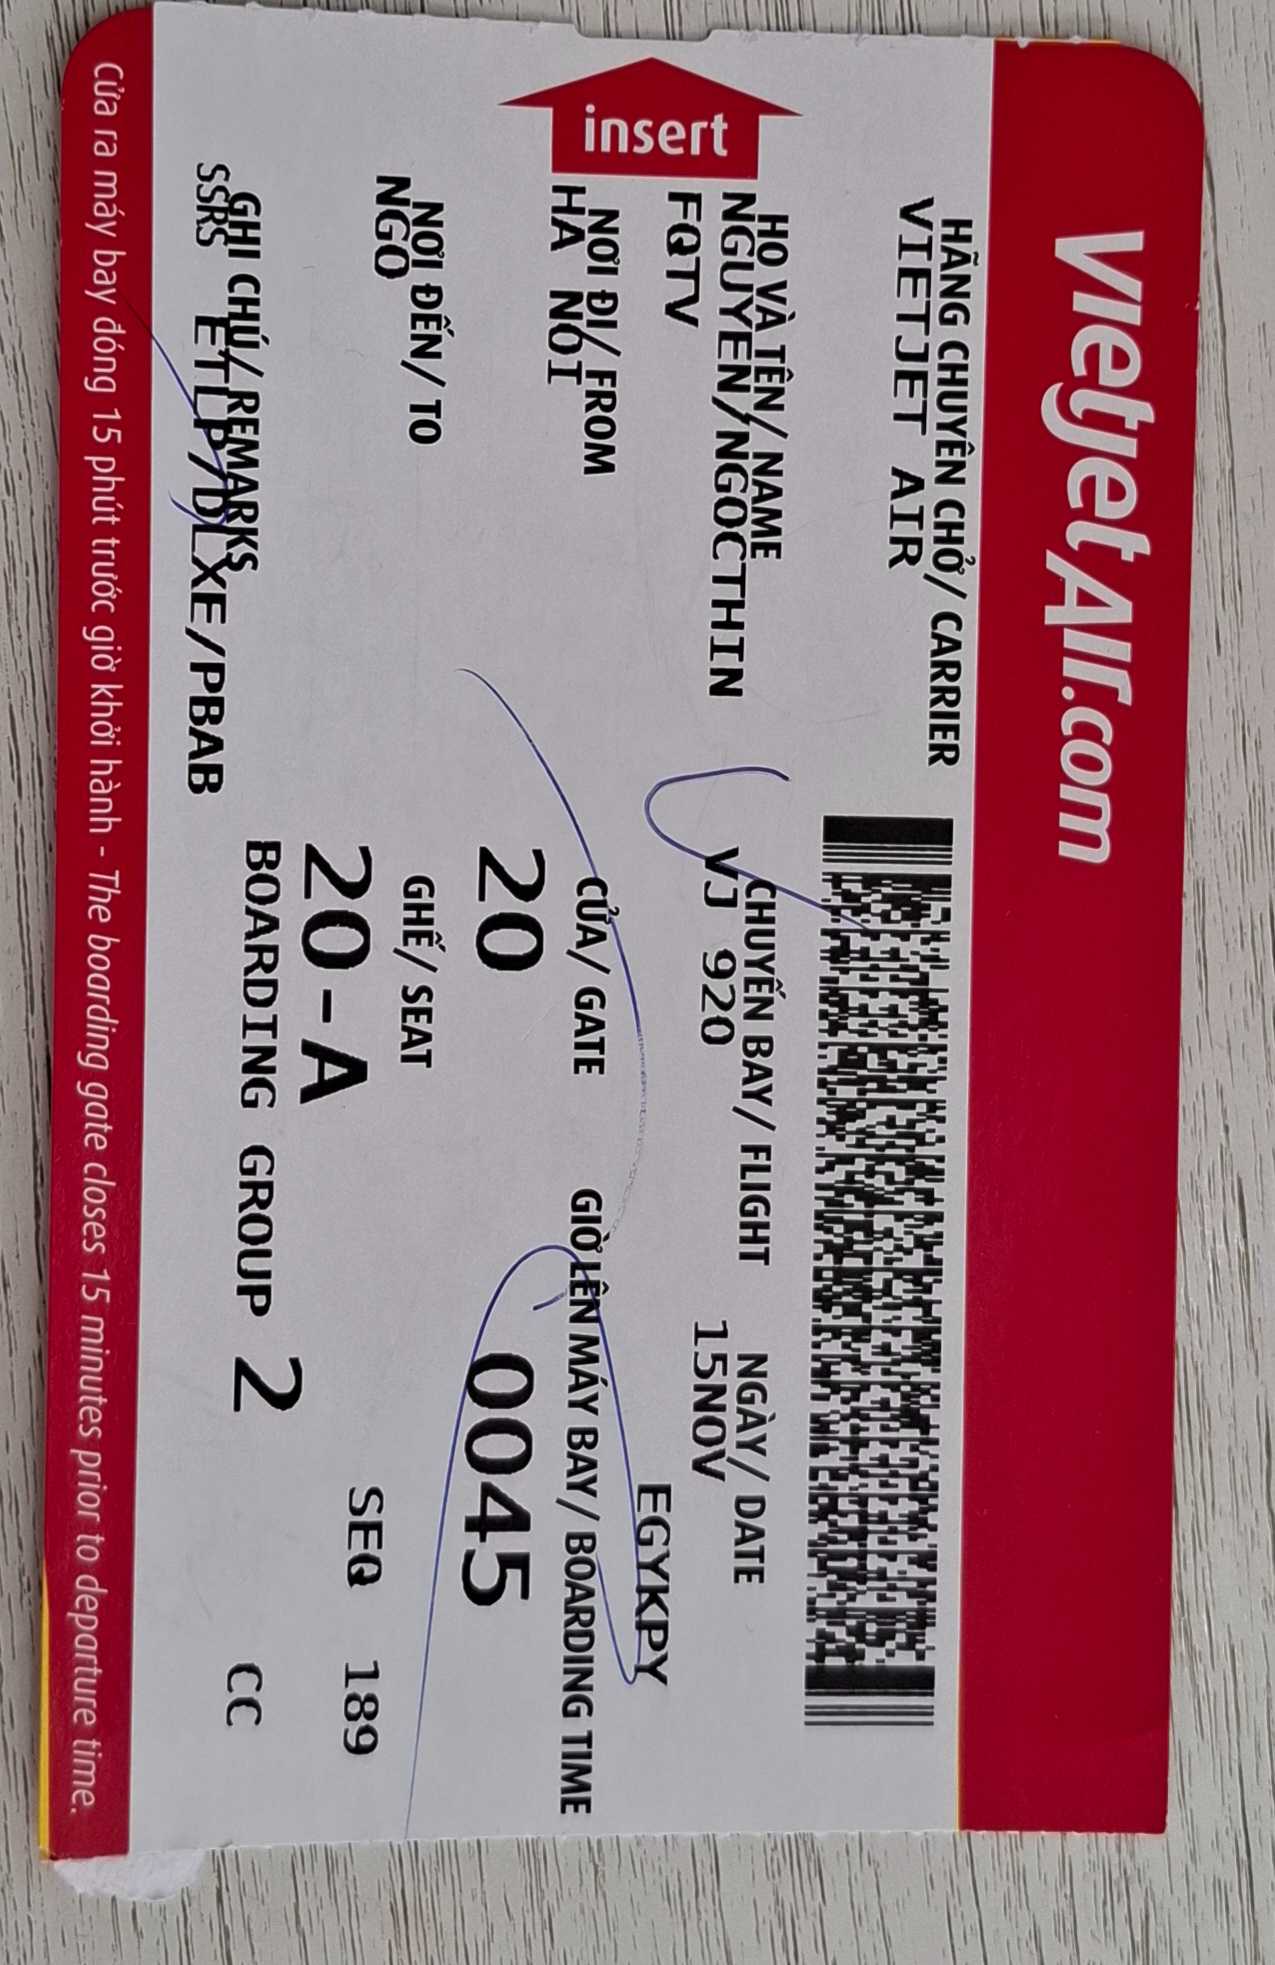 vietjetAir.com
insert
HÃNG CHUYÊN CHỞ/ CARRIER
VIETJET AIR
HỌ VÀ TÊN/ NAME
NGUYEN/NGOCTHIN
CHUYẾN BAY/ FLIGHT
VJ 920
NGÀY/ DATE
15NOV
FQTV
EGYKPY
NƠI ĐI/ FROM
HA NOI
CỬA/ GATE
20
GIỜ LÊN MÁY BAY/ BOARDING TIME
0045
NƠI ĐẾN/ TO
NGO
GHẾ/ SEAT
20-A
SEQ 189
GHI CHÚ/ REMARKS
SSRS ETLP/DLXE/PBAB
BOARDING GROUP 2
CC
Cửa ra máy bay đóng 15 phút trước giờ khởi hành - The boarding gate closes 15 minutes prior to departure time.